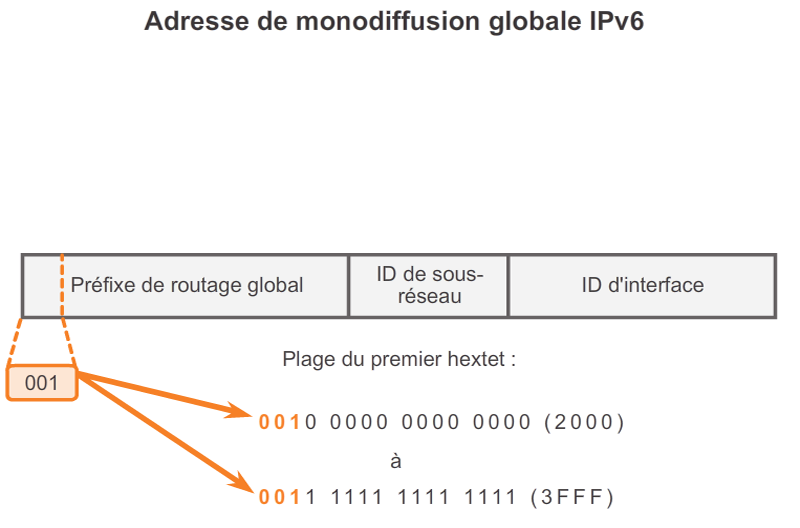 Adresse de monodiffusion globale IPv6
Préfixe de routage global
ID de sous-
réseau
ID d'interface
Plage du premier hextet :
001
0010 0000 0000 0000 (2000)
à
0011 1111 1111 1111 (3FFF)